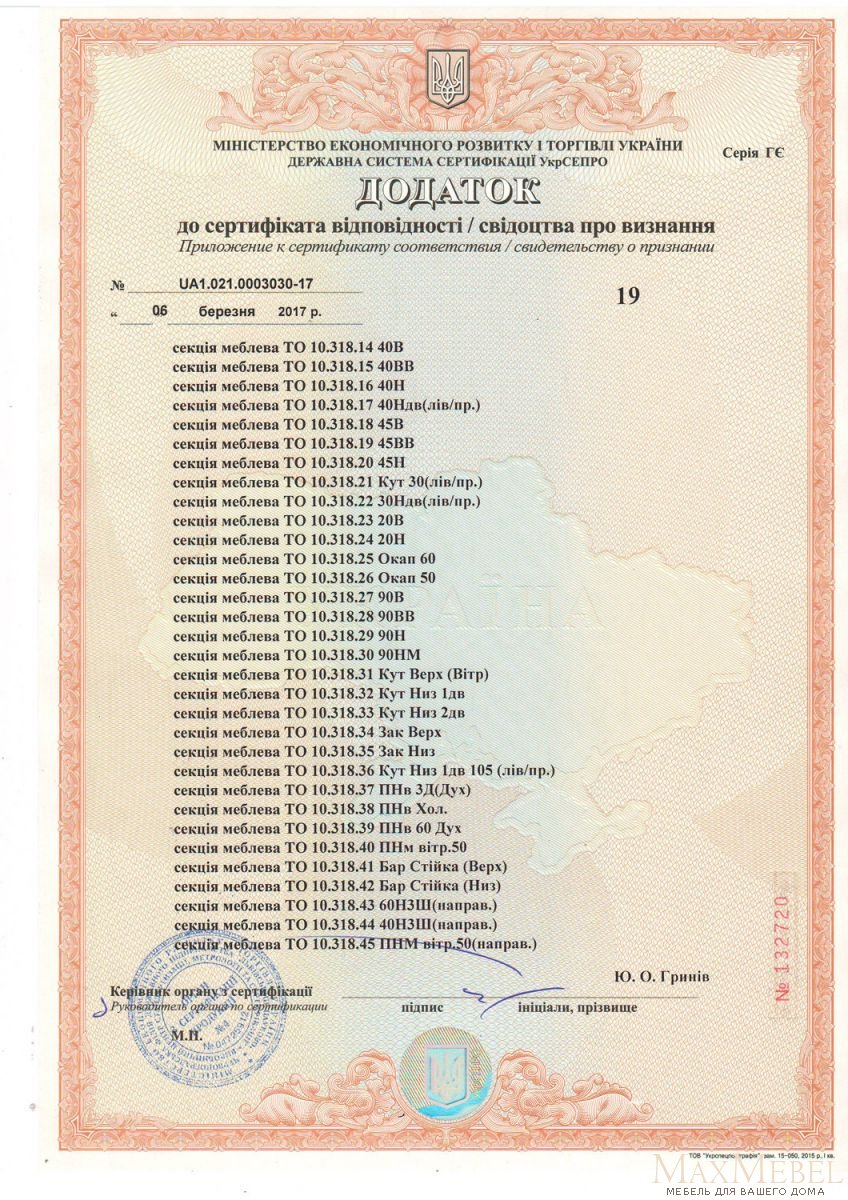 МІНІСТЕРСТВО ЕКОНОМІЧНОГО РОЗВИТКУ І ТОРГІВЛІ УКРАЇНИ
ДЕРЖАВНА СИСТЕМА СЕРТИФІКАЦІЇ УкрСЕПРО
Серія ГЄ
ДОДАТОК
до сертифіката відповідності / свідоцтва про визнання
Приложение к сертификату соответствия / свидетельству о признании
№ UA1.021.0003030-17
19
“ 06 березня 2017 р.
секція меблева ТО 10.318.14 40В
секція меблева ТО 10.318.15 40ВВ
секція меблева ТО 10.318.16 40Н
секція меблева ТО 10.318.17 40Ндв(лів/пр.)
секція меблева ТО 10.318.18 45В
секція меблева ТО 10.318.19 45ВВ
секція меблева ТО 10.318.20 45Н
секція меблева ТО 10.318.21 Кут 30(лів/пр.)
секція меблева ТО 10.318.22 30Ндв(лів/пр.)
секція меблева ТО 10.318.23 20В
секція меблева ТО 10.318.24 20Н
секція меблева ТО 10.318.25 Окап 60
секція меблева ТО 10.318.26 Окап 50
секція меблева ТО 10.318.27 90В
секція меблева ТО 10.318.28 90ВВ
секція меблева ТО 10.318.29 90Н
секція меблева ТО 10.318.30 90НМ
секція меблева ТО 10.318.31 Кут Верх (Вітр)
секція меблева ТО 10.318.32 Кут Низ 1дв
секція меблева ТО 10.318.33 Кут Низ 2дв
секція меблева ТО 10.318.34 Зак Верх
секція меблева ТО 10.318.35 Зак Низ
секція меблева ТО 10.318.36 Кут Низ 1дв 105 (лів/пр.)
секція меблева ТО 10.318.37 ПНв 3Д(Дух)
секція меблева ТО 10.318.38 ПНв Хол.
секція меблева ТО 10.318.39 ПНв 60 Дух
секція меблева ТО 10.318.40 ПНм вітр.50
секція меблева ТО 10.318.41 Бар Стійка (Верх)
секція меблева ТО 10.318.42 Бар Стійка (Низ)
секція меблева ТО 10.318.43 60НЗШ(направ.)
секція меблева ТО 10.318.44 40НЗШ(направ.)
секція меблева ТО 10.318.45 ПНМ вітр.50(направ.)
УКРАЇНА
№ 132720
Ю. О. Гринів
Керівник органу з сертифікації
Руководитель органа по сертификации
підпис
ініціали, прізвище
М.П.
ТОВ "Укрспецполіграфія" зам. 15-050, 2015 р., І кв.
MAXMEBEL
МЕБЕЛЬ ДЛЯ ВАШЕГО ДОМА